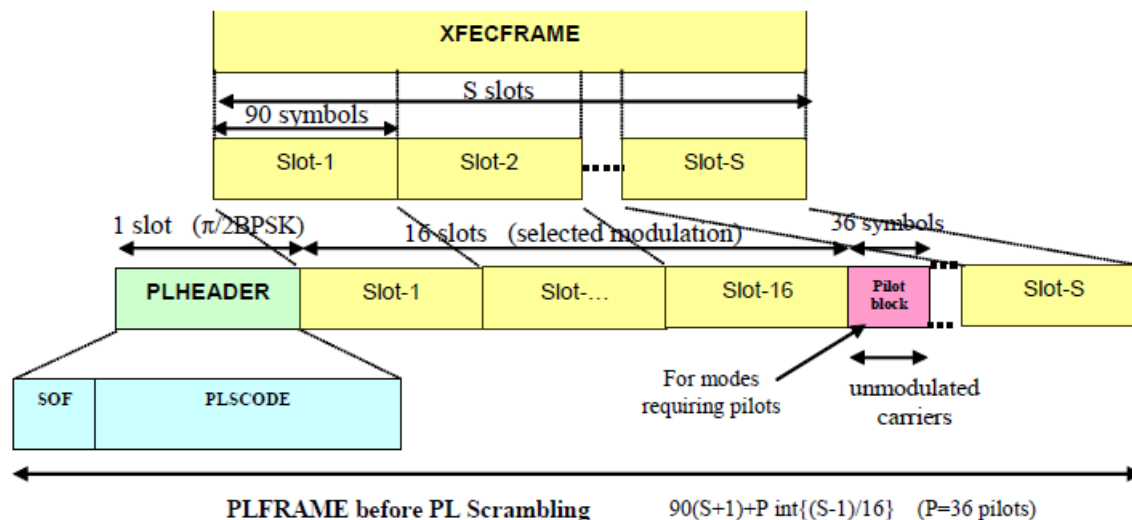 XFECFRAME
S slots
90 symbols
Slot-1 Slot-2 Slot-S
1 slot (π/2BPSK) 16 slots (selected modulation) 36 symbols
PLHEADER Slot-1 Slot-... Slot-16 Pilot block Slot-S
SOF PLSCODE
For modes
requiring pilots
unmodulated
carriers
PLFRAME before PL Scrambling 90(S+1)+P int{(S-1)/16} (P=36 pilots)